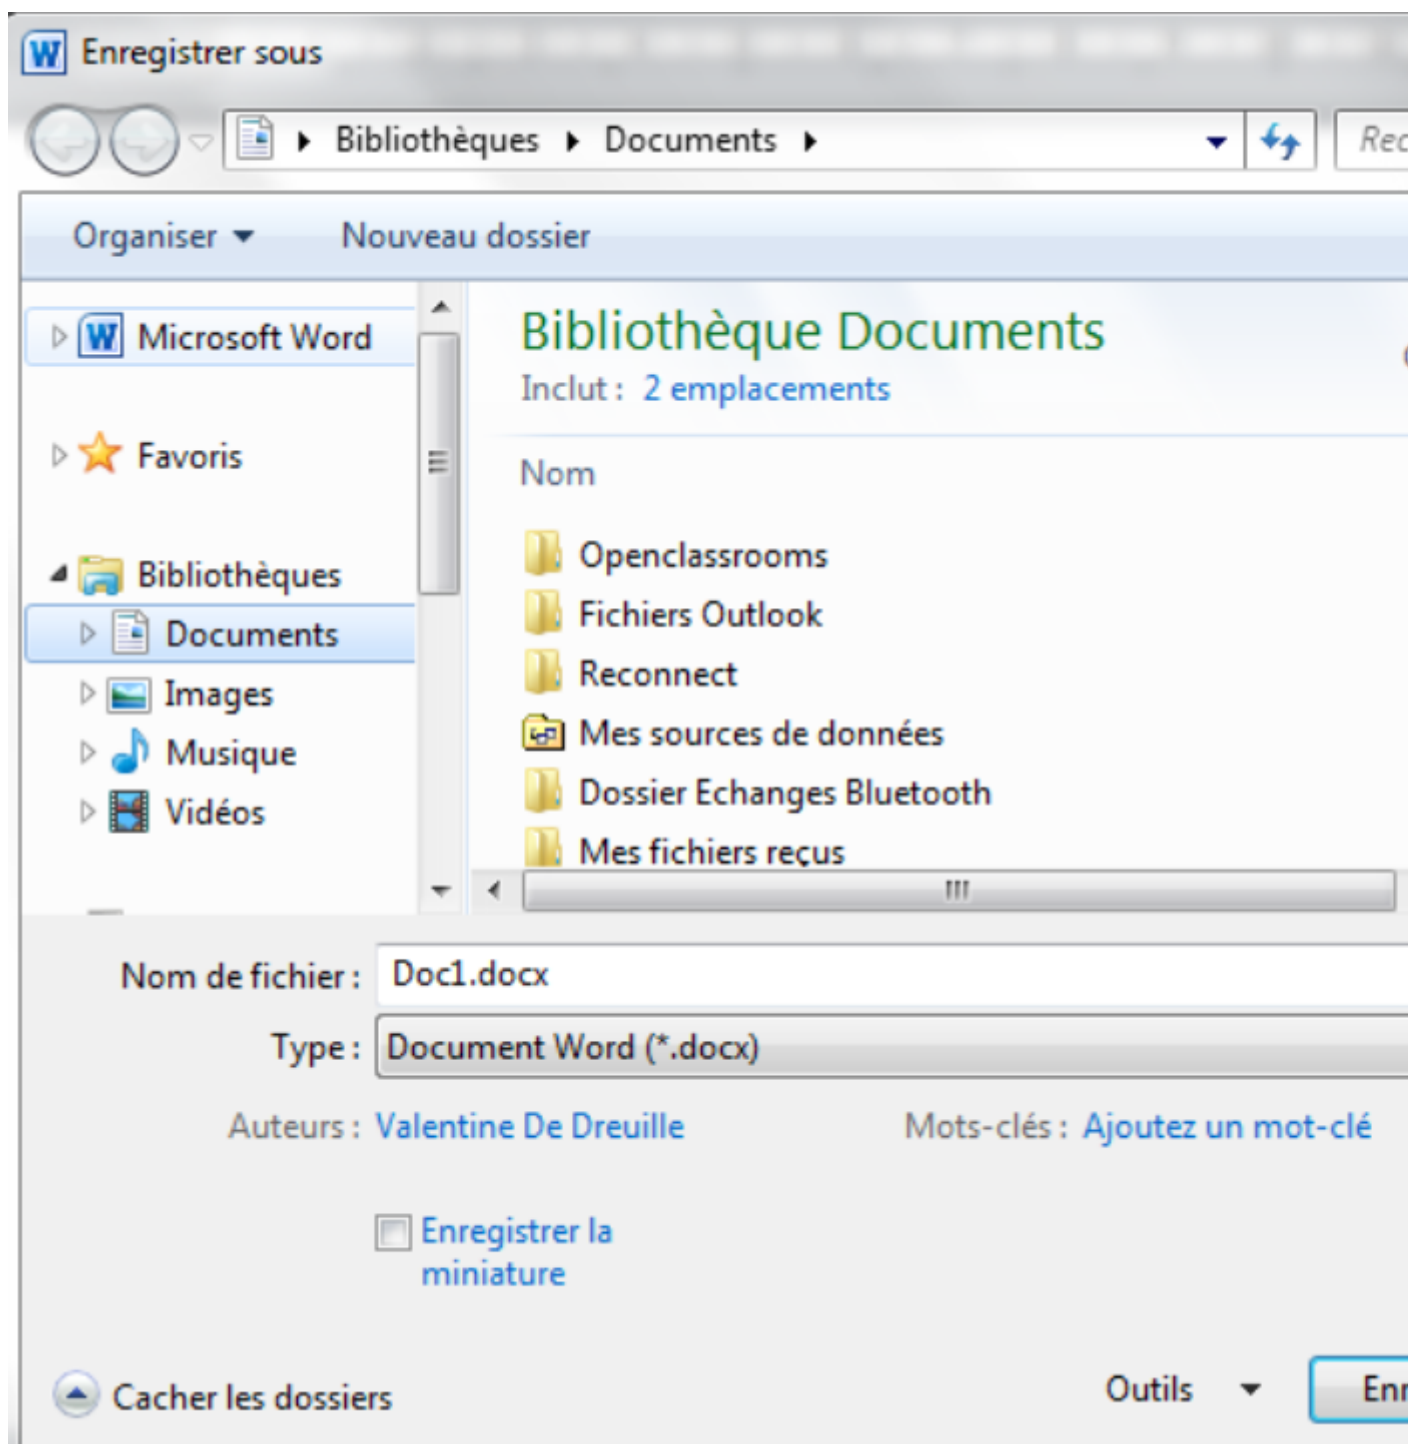 Enregistrer sous
Bibliothèques Documents
Rec
Organiser Nouveau dossier
Microsoft Word
Favoris
Bibliothèques
Documents
Images
Musique
Vidéos
Bibliothèque Documents
Inclut : 2 emplacements
Nom
Openclassrooms
Fichiers Outlook
Reconnect
Mes sources de données
Dossier Echanges Bluetooth
Mes fichiers reçus
Nom de fichier : Doc1.docx
Type : Document Word (*.docx)
Auteurs : Valentine De Dreuille Mots-clés : Ajoutez un mot-clé
Enregistrer la
miniature
Cacher les dossiers Outils Enr